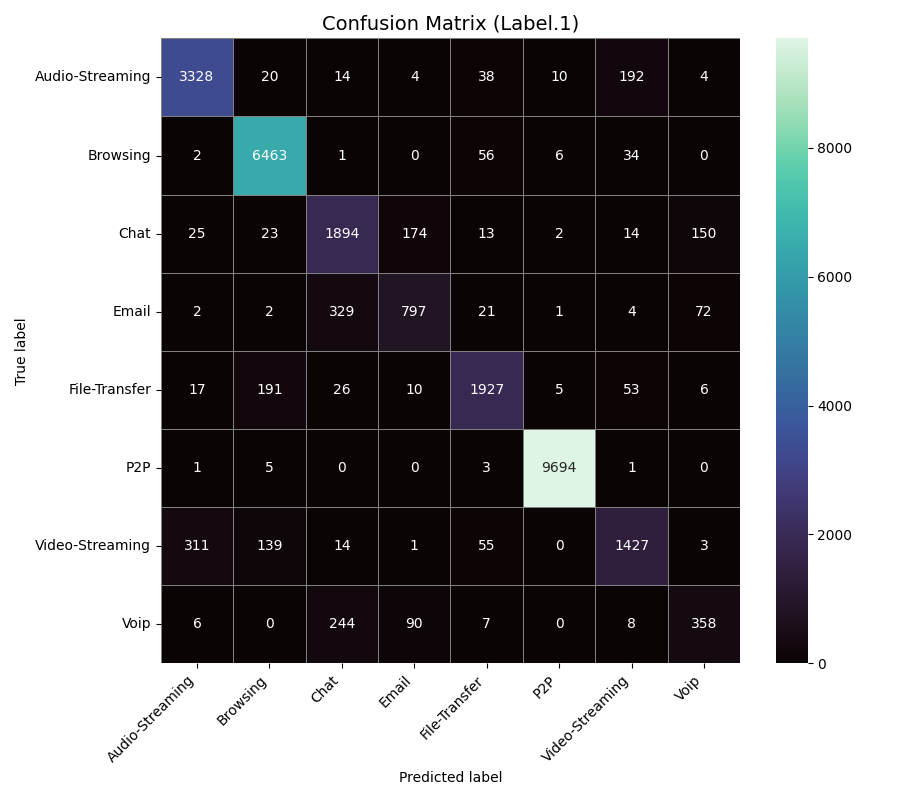 Confusion Matrix (Label.1)
Audio-Streaming 3328 20 14 4 38 10 192 4
Browsing 2 6463 1 0 56 6 34 0
Chat 25 23 1894 174 13 2 14 150
Email 2 2 329 797 21 1 4 72
File-Transfer 17 191 26 10 1927 5 53 6
P2P 1 5 0 0 3 9694 1 0
Video-Streaming 311 139 14 1 55 0 1427 3
Voip 6 0 244 90 7 0 8 358
True label
Audio-Streaming Browsing Chat Email File-Transfer P2P Video-Streaming Voip
Predicted label
8000
6000
4000
2000
0